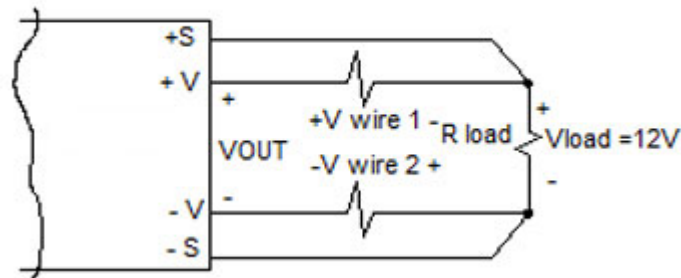 +S
+ V
+
+V wire 1 -
R load
+
Vload =12V
VOUT
-V wire 2 +
-
- V
-
- S